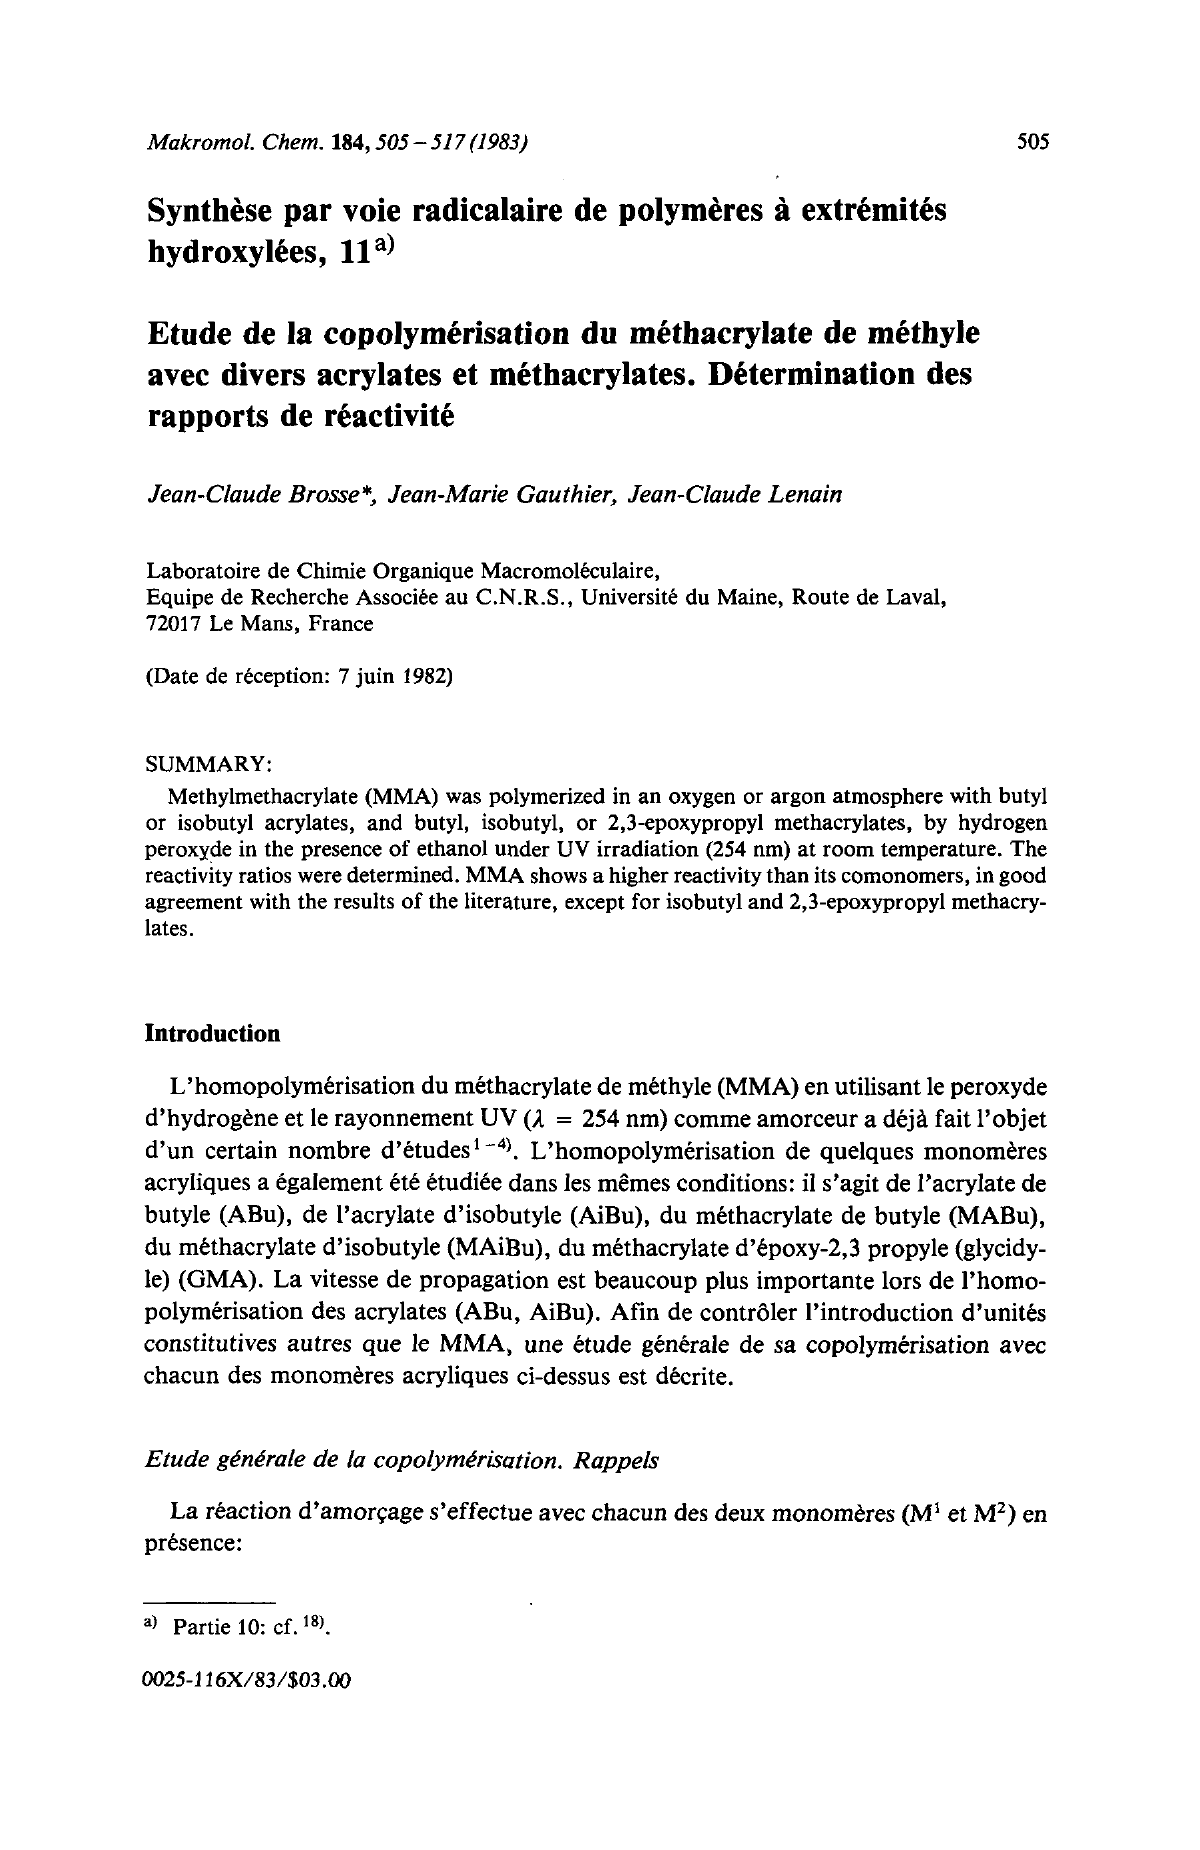 Makromol. Chem. 184, 505–517 (1983) 505
Synthèse par voie radicalaire de polymères à extrémités
hydroxylées, 11a)
Etude de la copolymérisation du méthacrylate de méthyle
avec divers acrylates et méthacrylates. Détermination des
rapports de réactivité
Jean-Claude Brosse*, Jean-Marie Gauthier, Jean-Claude Lenain
Laboratoire de Chimie Organique Macromoléculaire,
Equipe de Recherche Associée au C.N.R.S., Université du Maine, Route de Laval,
72017 Le Mans, France
(Date de réception: 7 juin 1982)
SUMMARY:
Methylmethacrylate (MMA) was polymerized in an oxygen or argon atmosphere with butyl
or isobutyl acrylates, and butyl, isobutyl, or 2,3-epoxypropyl methacrylates, by hydrogen
peroxyde in the presence of ethanol under UV irradiation (254 nm) at room temperature. The
reactivity ratios were determined. MMA shows a higher reactivity than its comonomers, in good
agreement with the results of the literature, except for isobutyl and 2,3-epoxypropyl methacry-
lates.
Introduction
L'homopolymérisation du méthacrylate de méthyle (MMA) en utilisant le peroxyde
d'hydrogène et le rayonnement UV (λ = 254 nm) comme amorceur a déjà fait l'objet
d'un certain nombre d'études1–4). L'homopolymérisation de quelques monomères
acryliques a également été étudiée dans les mêmes conditions: il s'agit de l'acrylate de
butyle (ABu), de l'acrylate d'isobutyle (AiBu), du méthacrylate de butyle (MABu),
du méthacrylate d'isobutyle (MAiBu), du méthacrylate d'époxy-2,3 propyle (glycidy-
le) (GMA). La vitesse de propagation est beaucoup plus importante lors de l'homo-
polymérisation des acrylates (ABu, AiBu). Afin de contrôler l'introduction d'unités
constitutives autres que le MMA, une étude générale de sa copolymérisation avec
chacun des monomères acryliques ci-dessus est décrite.
Etude générale de la copolymérisation. Rappels
La réaction d'amorçage s'effectue avec chacun des deux monomères (M¹ et M²) en
présence:
a) Partie 10: cf. 18).
0025-116X/83/$03.00